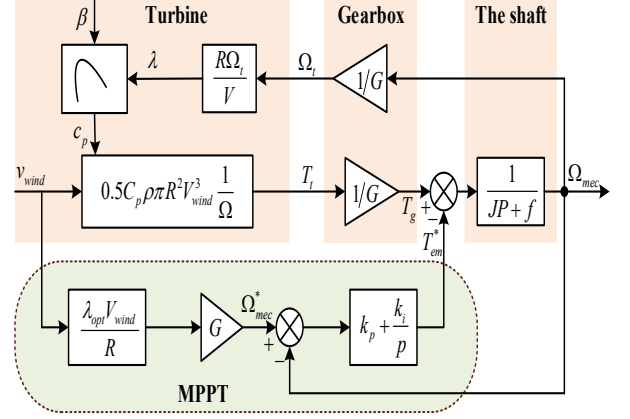 Turbine Gearbox The shaft
β
λ RΩ_t / V Ω_t 1/G
c_p
v_wind 0.5C_pρπR²V³_wind 1/Ω T_t 1/G T_g + − T*_em 1/(JP + f) Ω_mec
λ_opt V_wind / R G Ω*_mec + − k_p + k_i/p
MPPT